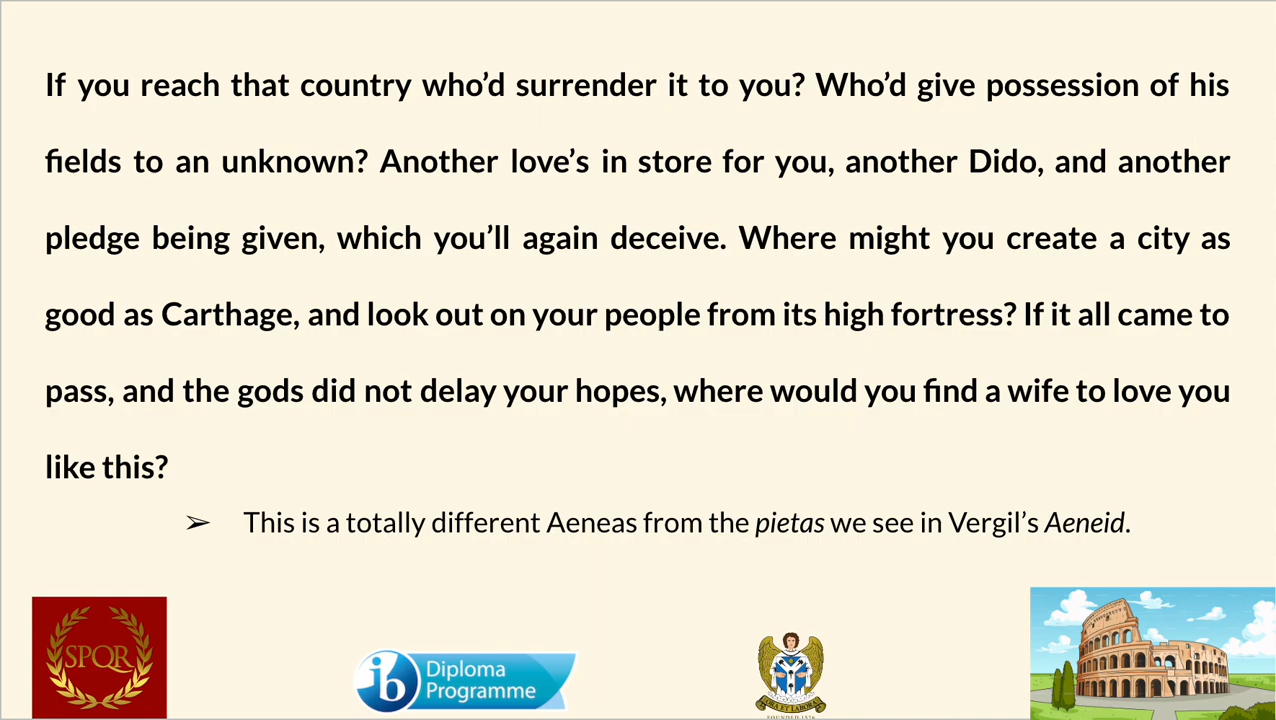 If you reach that country who’d surrender it to you? Who’d give possession of his
fields to an unknown? Another love’s in store for you, another Dido, and another
pledge being given, which you’ll again deceive. Where might you create a city as
good as Carthage, and look out on your people from its high fortress? If it all came to
pass, and the gods did not delay your hopes, where would you find a wife to love you
like this?
➢ This is a totally different Aeneas from the pietas we see in Vergil’s Aeneid.
SPQR
ib Diploma
Programme
ORA ET LABORA